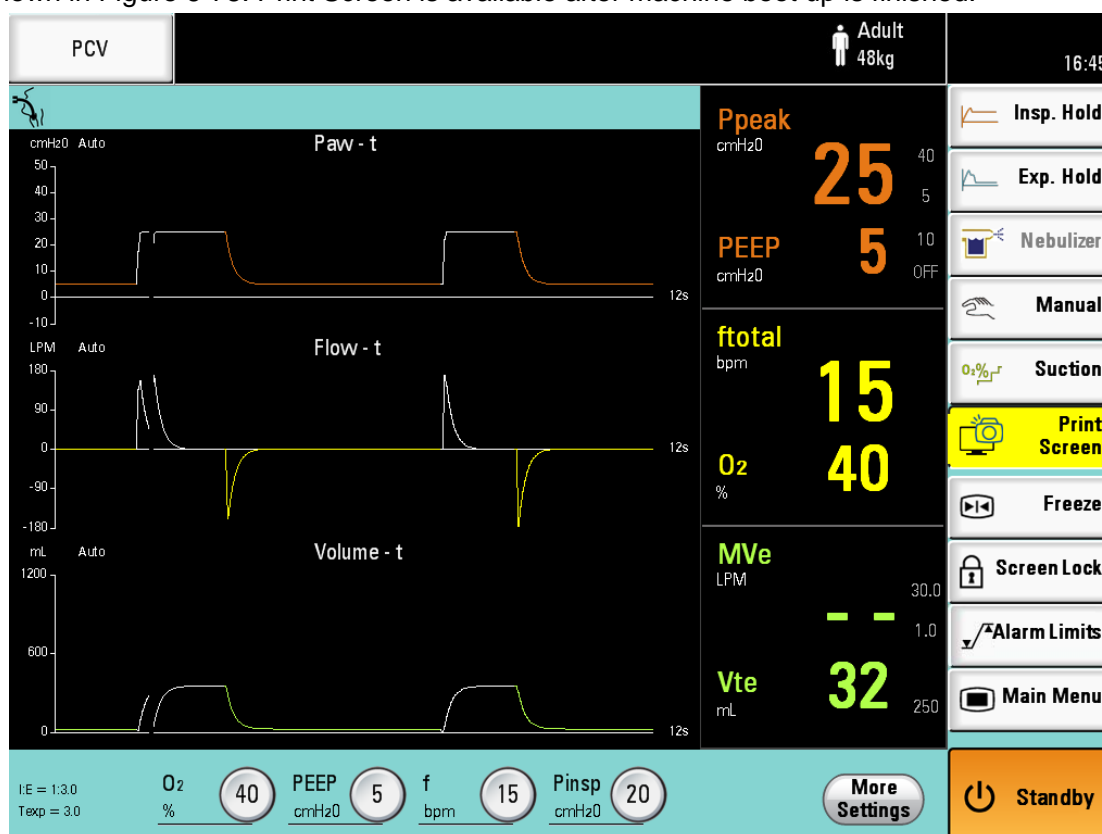 PCV
Adult
48kg
16:45
Insp. Hold
Exp. Hold
Nebulizer
Manual
O2%
Suction
Print
Screen
Freeze
Screen Lock
Alarm Limits
Main Menu
Standby
cmH2O Auto
Paw - t
50
40
30
20
10
0
-10
12s
LPM Auto
Flow - t
180
90
0
-90
-180
12s
mL Auto
Volume - t
1200
600
0
12s
Ppeak
cmH2O
25
40
5
PEEP
cmH2O
5
10
OFF
ftotal
bpm
15
O2
%
40
MVe
LPM
- -
30.0
1.0
Vte
mL
32
250
I:E = 1:3.0
Texp = 3.0
O2
%
40
PEEP
cmH2O
5
f
bpm
15
Pinsp
cmH2O
20
More
Settings